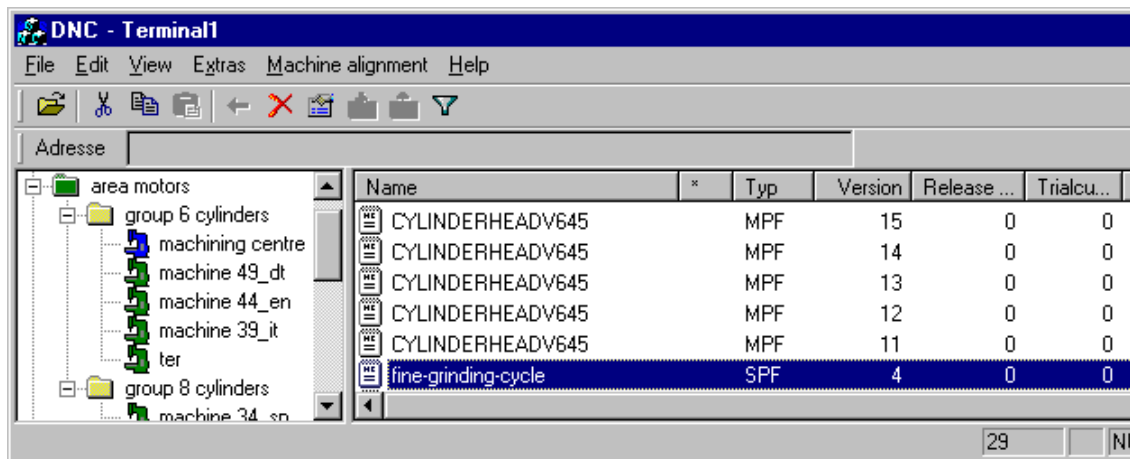 DNC - Terminal1
File Edit View Extras Machine alignment Help
Adresse
area motors
group 6 cylinders
machining centre
machine 49_dt
machine 44_en
machine 39_it
ter
group 8 cylinders
machine 34_sp
Name * Typ Version Release ... Trialcu...
CYLINDERHEADV645 MPF 15 0 0
CYLINDERHEADV645 MPF 14 0 0
CYLINDERHEADV645 MPF 13 0 0
CYLINDERHEADV645 MPF 12 0 0
CYLINDERHEADV645 MPF 11 0 0
fine-grinding-cycle SPF 4 0 0
29